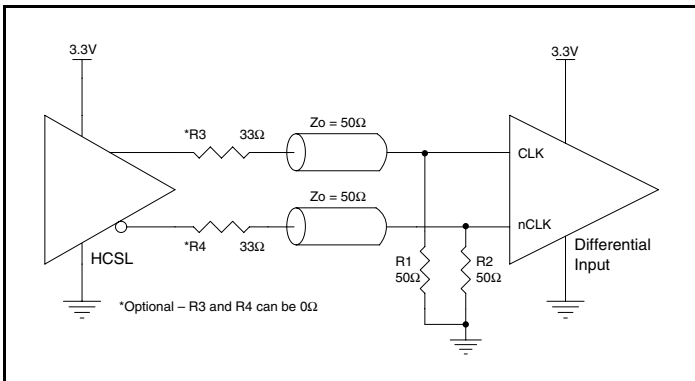 3.3V
3.3V
*R3 33Ω
Zo = 50Ω
CLK
Zo = 50Ω
nCLK
*R4 33Ω
HCSL
R1
50Ω
R2
50Ω
Differential
Input
*Optional – R3 and R4 can be 0Ω